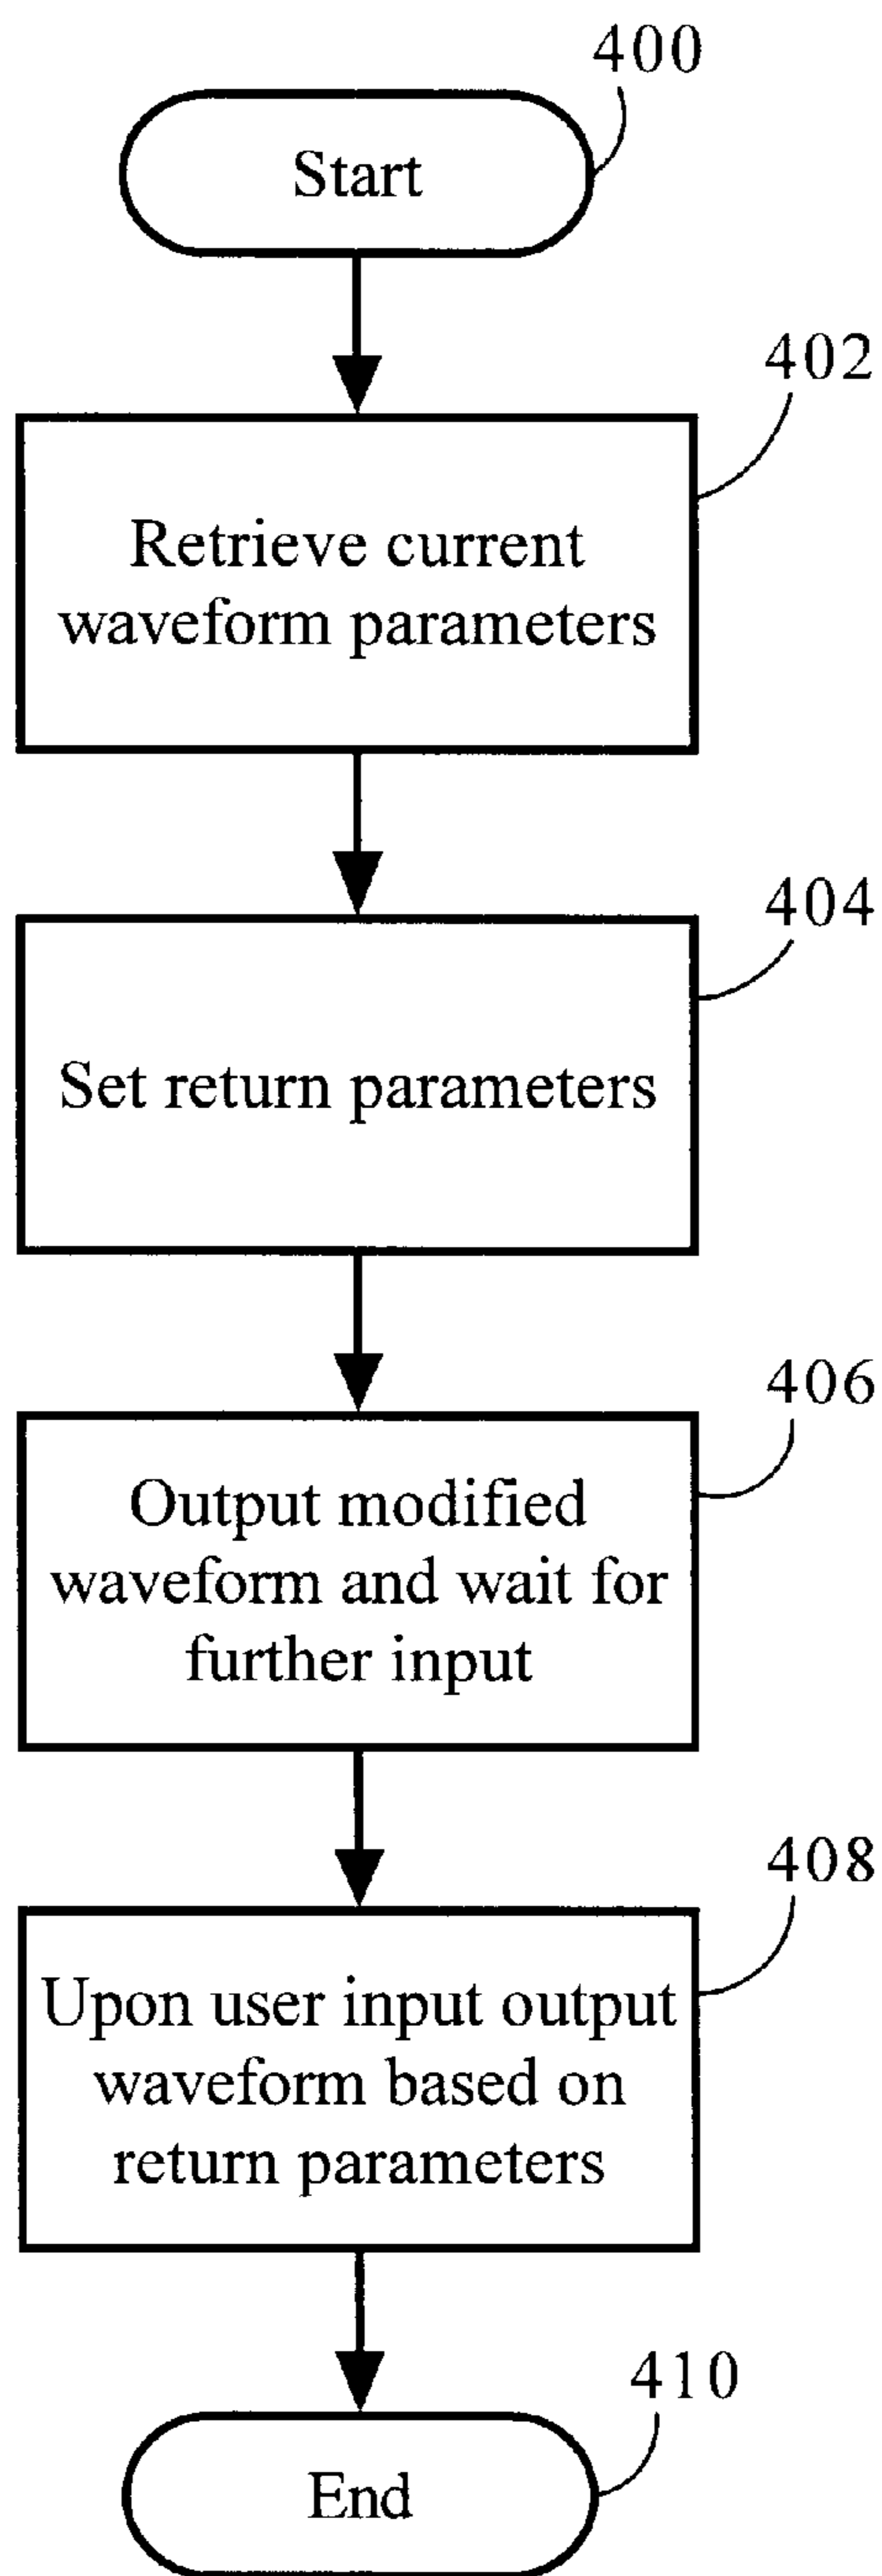 400
Start
402
Retrieve current
waveform parameters
404
Set return parameters
406
Output modified
waveform and wait for
further input
408
Upon user input output
waveform based on
return parameters
410
End